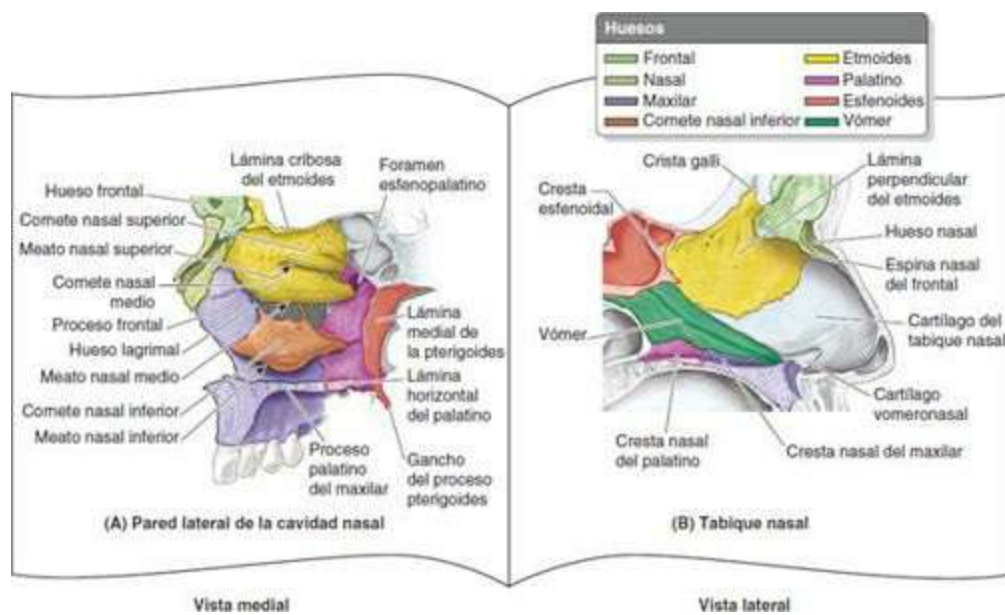 Huesos
Frontal
Nasal
Maxilar
Cornete nasal inferior
Etmoides
Palatino
Esfenoides
Vómer
Hueso frontal
Cornete nasal superior
Meato nasal superior
Cornete nasal
medio
Proceso frontal
Hueso lagrimal
Meato nasal medio
Cornete nasal inferior
Meato nasal inferior
Lámina cribosa
del etmoides
Foramen
esfenopalatino
Lámina
medial de
la pterigoides
Lámina
horizontal
del palatino
Proceso
palatino
del maxilar
Gancho
del proceso
pterigoides
(A) Pared lateral de la cavidad nasal
Vista medial
Crista galli
Cresta
esfenoidal
Lámina
perpendicular
del etmoides
Hueso nasal
Espina nasal
del frontal
Vómer
Cartílago del
tabique nasal
Cartílago
vomeronasal
Cresta nasal
del palatino
Cresta nasal del maxilar
(B) Tabique nasal
Vista lateral